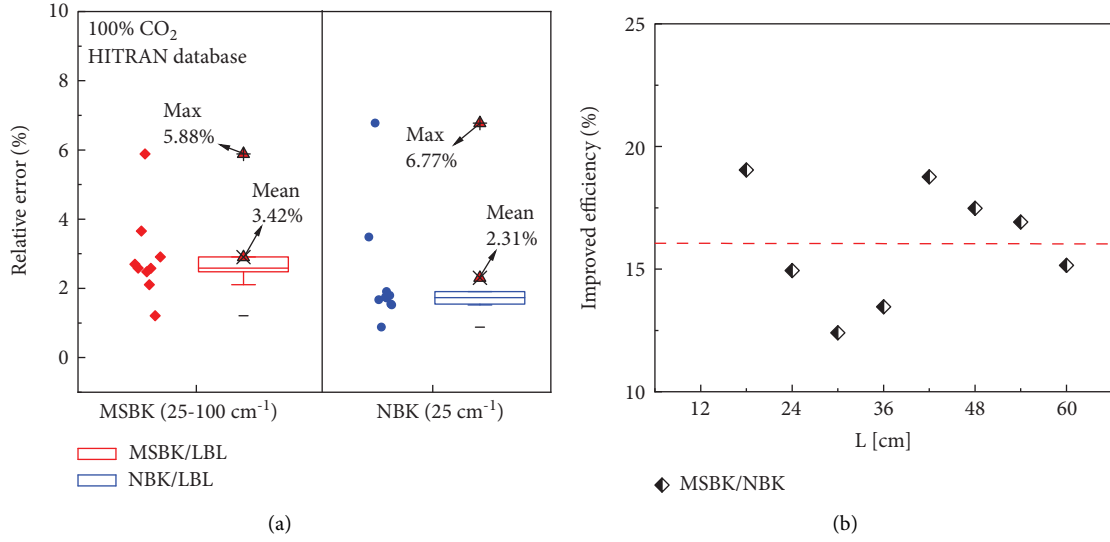 10
8
6
4
2
0
Relative error (%)
100% CO₂
HITRAN database
Max
5.88%
Mean
3.42%
Max
6.77%
Mean
2.31%
MSBK (25-100 cm⁻¹)
NBK (25 cm⁻¹)
MSBK/LBL
NBK/LBL
(a)
25
20
15
10
Improved efficiency (%)
12
24
36
48
60
L [cm]
MSBK/NBK
(b)